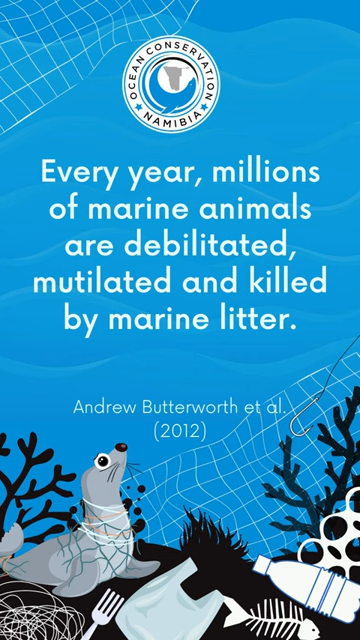 OCEAN CONSERVATION
NAMIBIA
Every year, millions
of marine animals
are debilitated,
mutilated and killed
by marine litter.
Andrew Butterworth et al.
(2012)